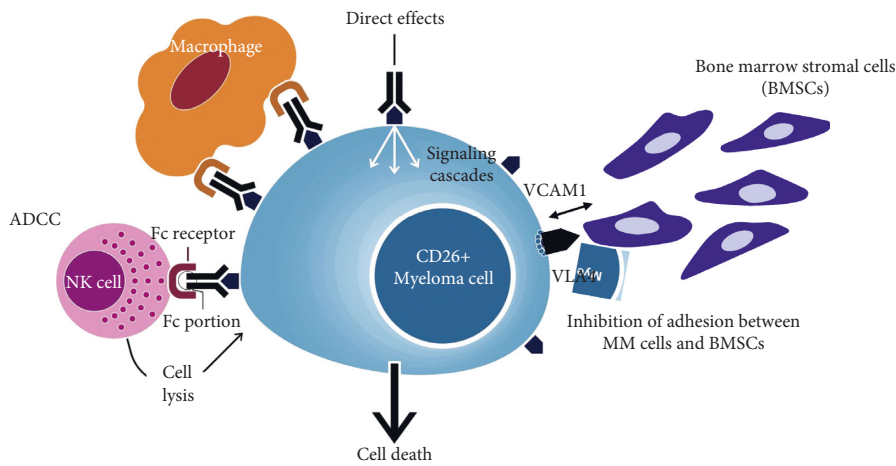 Direct effects
Macrophage
Bone marrow stromal cells
(BMSCs)
Signaling
cascades
VCAM1
ADCC
Fc receptor
NK cell
CD26+
Myeloma cell
VLA4
Fc portion
Inhibition of adhesion between
MM cells and BMSCs
Cell
lysis
Cell death